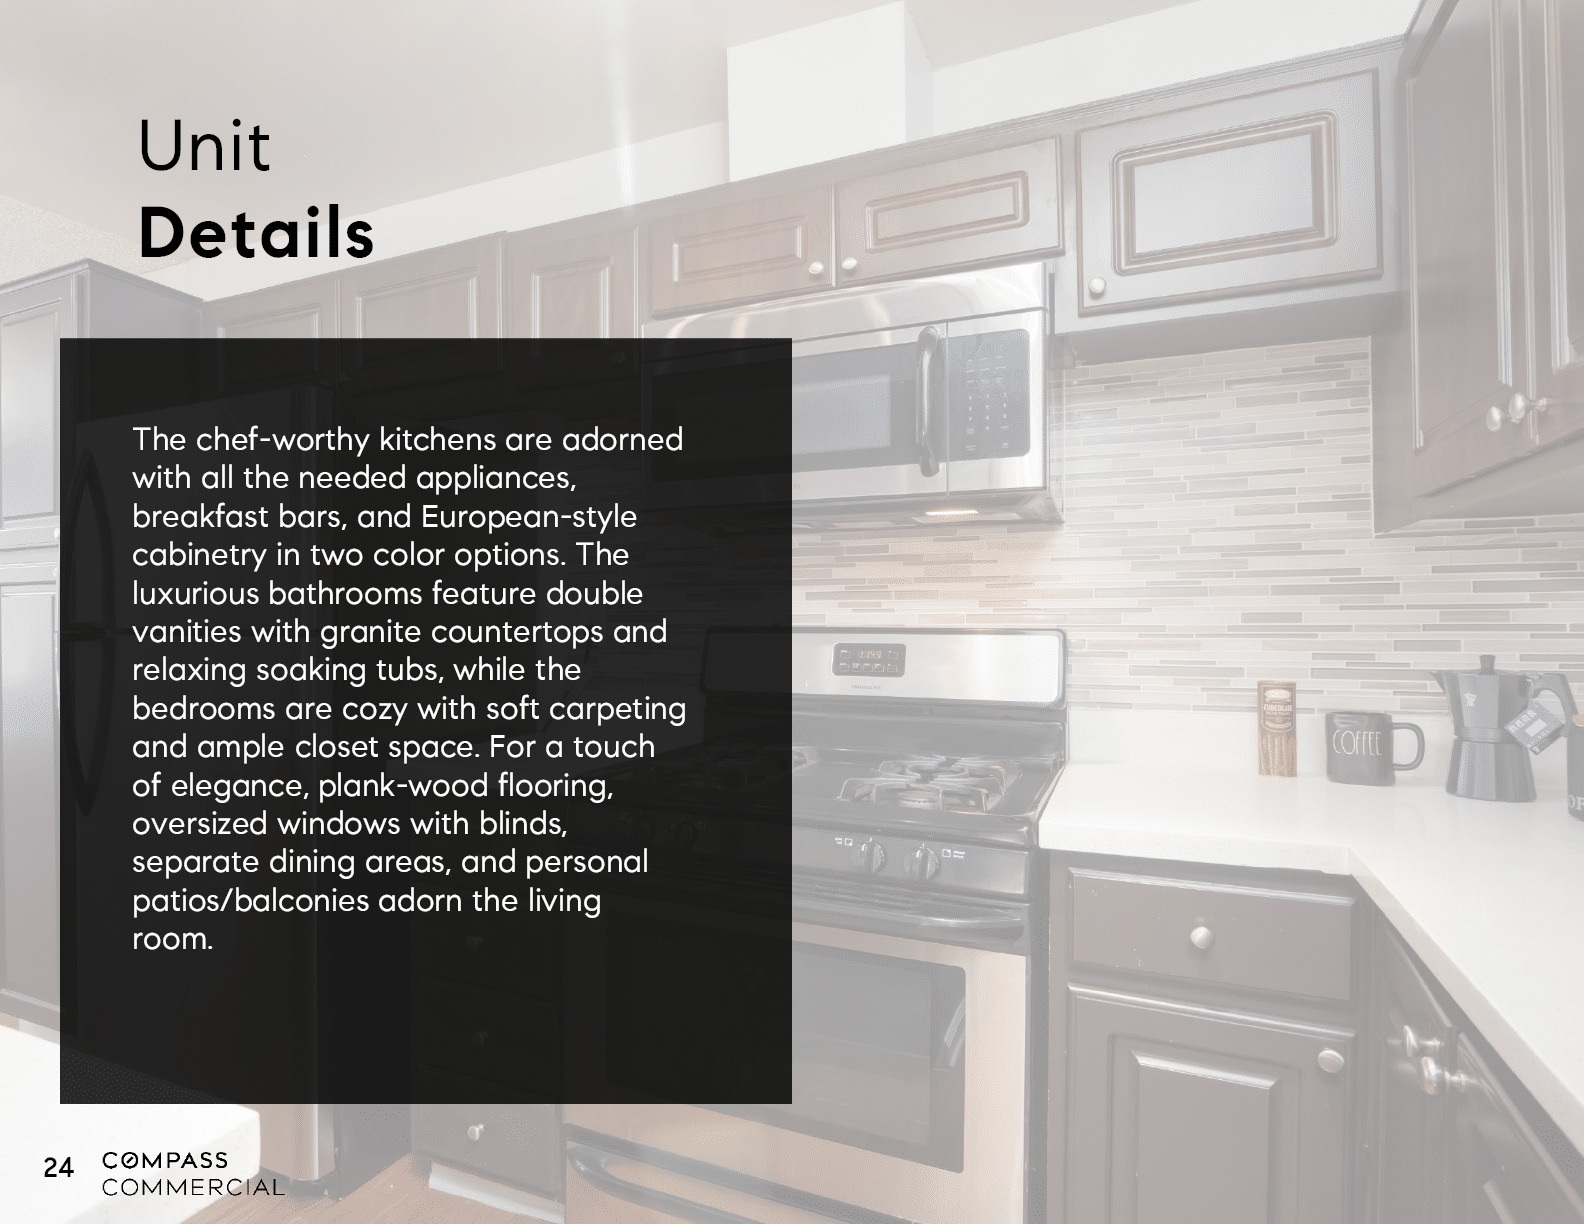 Unit
Details
The chef-worthy kitchens are adorned
with all the needed appliances,
breakfast bars, and European-style
cabinetry in two color options. The
luxurious bathrooms feature double
vanities with granite countertops and
relaxing soaking tubs, while the
bedrooms are cozy with soft carpeting
and ample closet space. For a touch
of elegance, plank-wood flooring,
oversized windows with blinds,
separate dining areas, and personal
patios/balconies adorn the living
room.
CHOCOLATE
COFFEE
24
COMPASS
COMMERCIAL